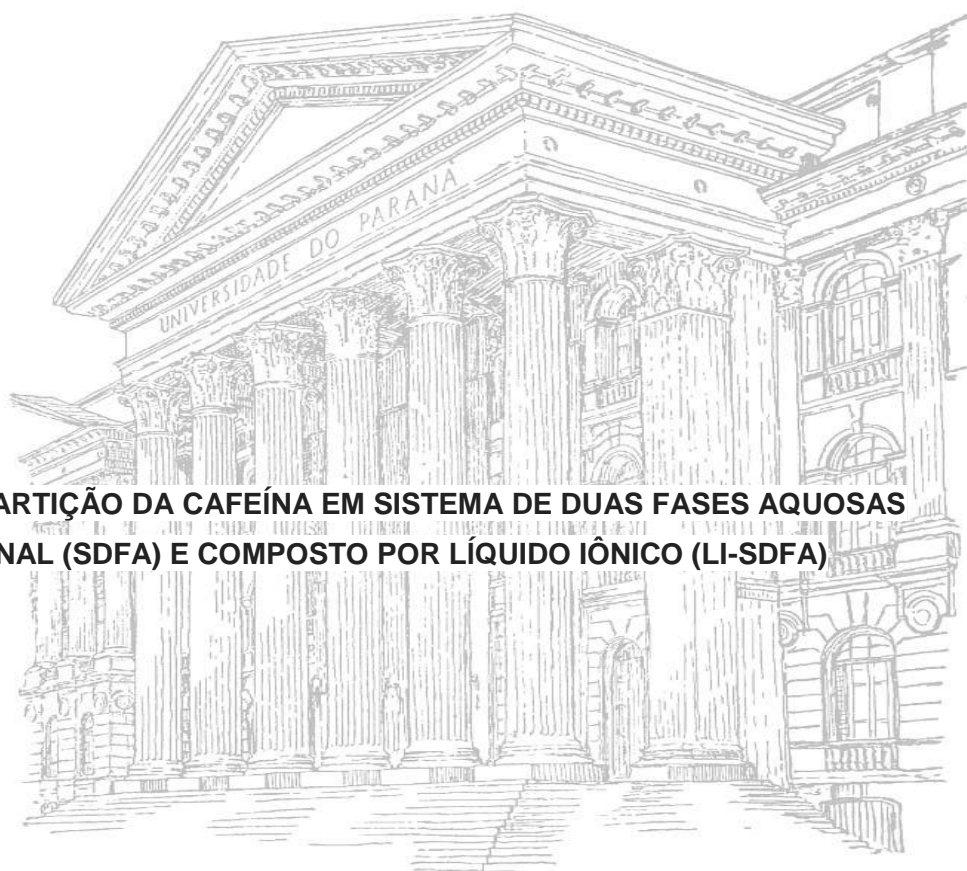 UNIVERSIDADE DO PARANÁ
ARTIÇÃO DA CAFEÍNA EM SISTEMA DE DUAS FASES AQUOSAS
NAL (SDFA) E COMPOSTO POR LÍQUIDO IÔNICO (LI-SDFA)